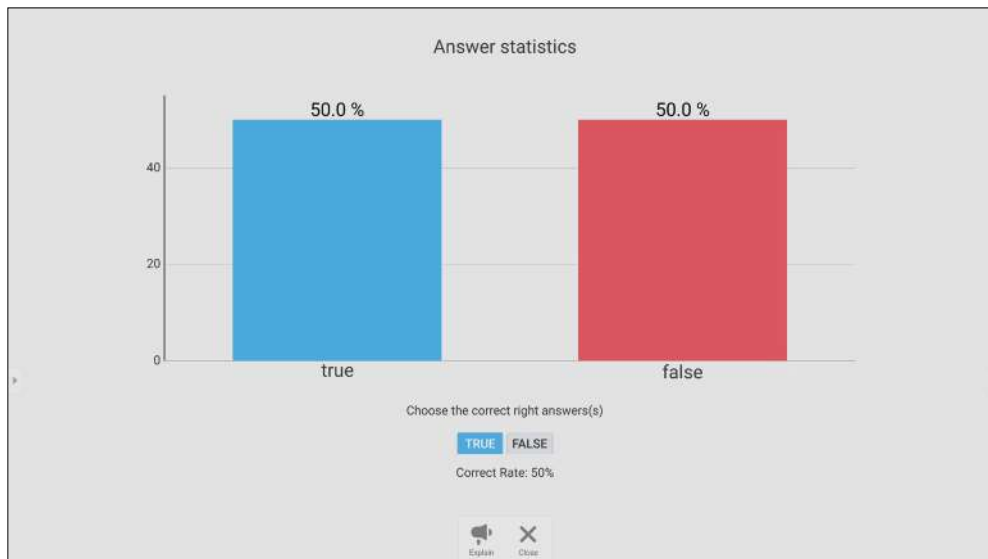 Answer statistics
50.0 % 50.0 %
40
20
0
true false
Choose the correct right answers(s)
TRUE FALSE
Correct Rate: 50%
Explain Close